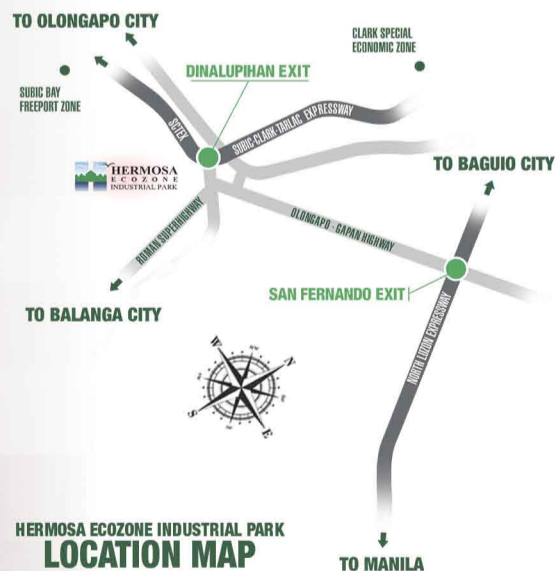 TO OLONGAPO CITY
CLARK SPECIAL
ECONOMIC ZONE
DINALUPIHAN EXIT
SUBIC BAY
FREEPORT ZONE
SCTEX
SUBIC-CLARK-TARLAC EXPRESSWAY
HERMOSA
ECOZONE
INDUSTRIAL PARK
TO BAGUIO CITY
ROMAN SUPERHIGHWAY
OLONGAPO - GAPAN HIGHWAY
SAN FERNANDO EXIT
TO BALANGA CITY
NORTH LUZON EXPRESSWAY
W
N
S
E
HERMOSA ECOZONE INDUSTRIAL PARK
LOCATION MAP
TO MANILA